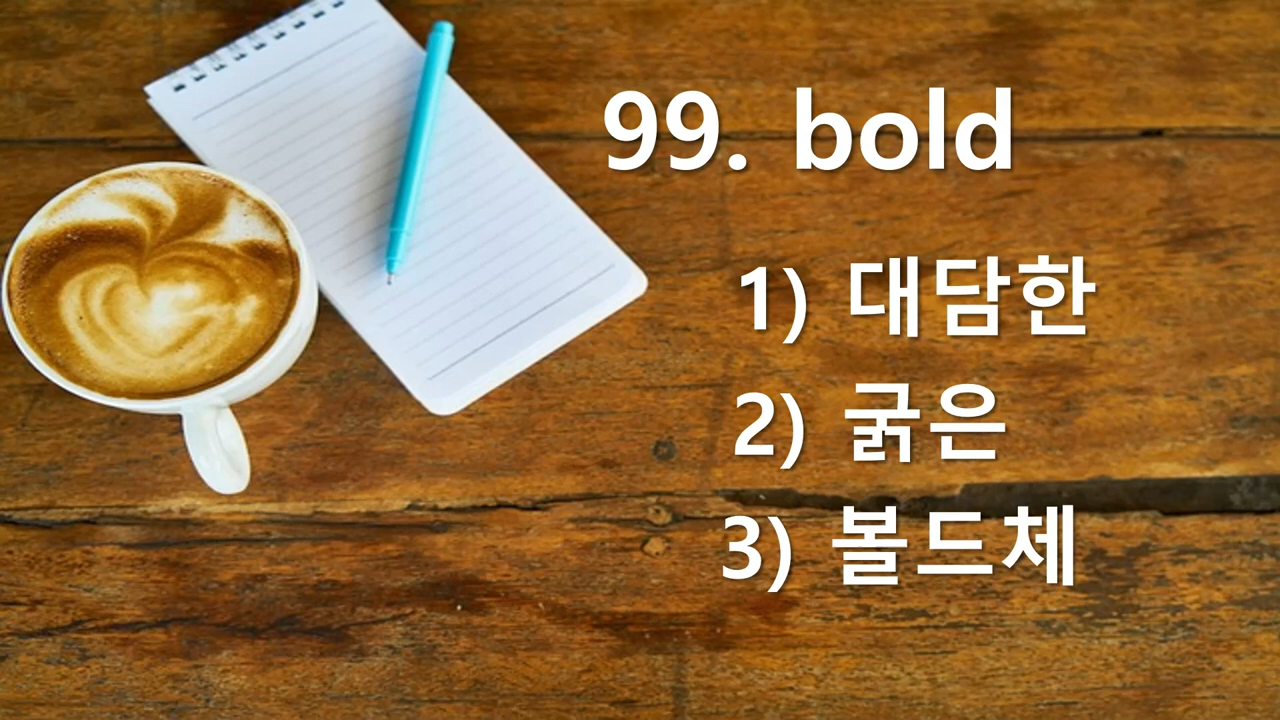 99. bold
1) 대담한
2) 굵은
3) 볼드체